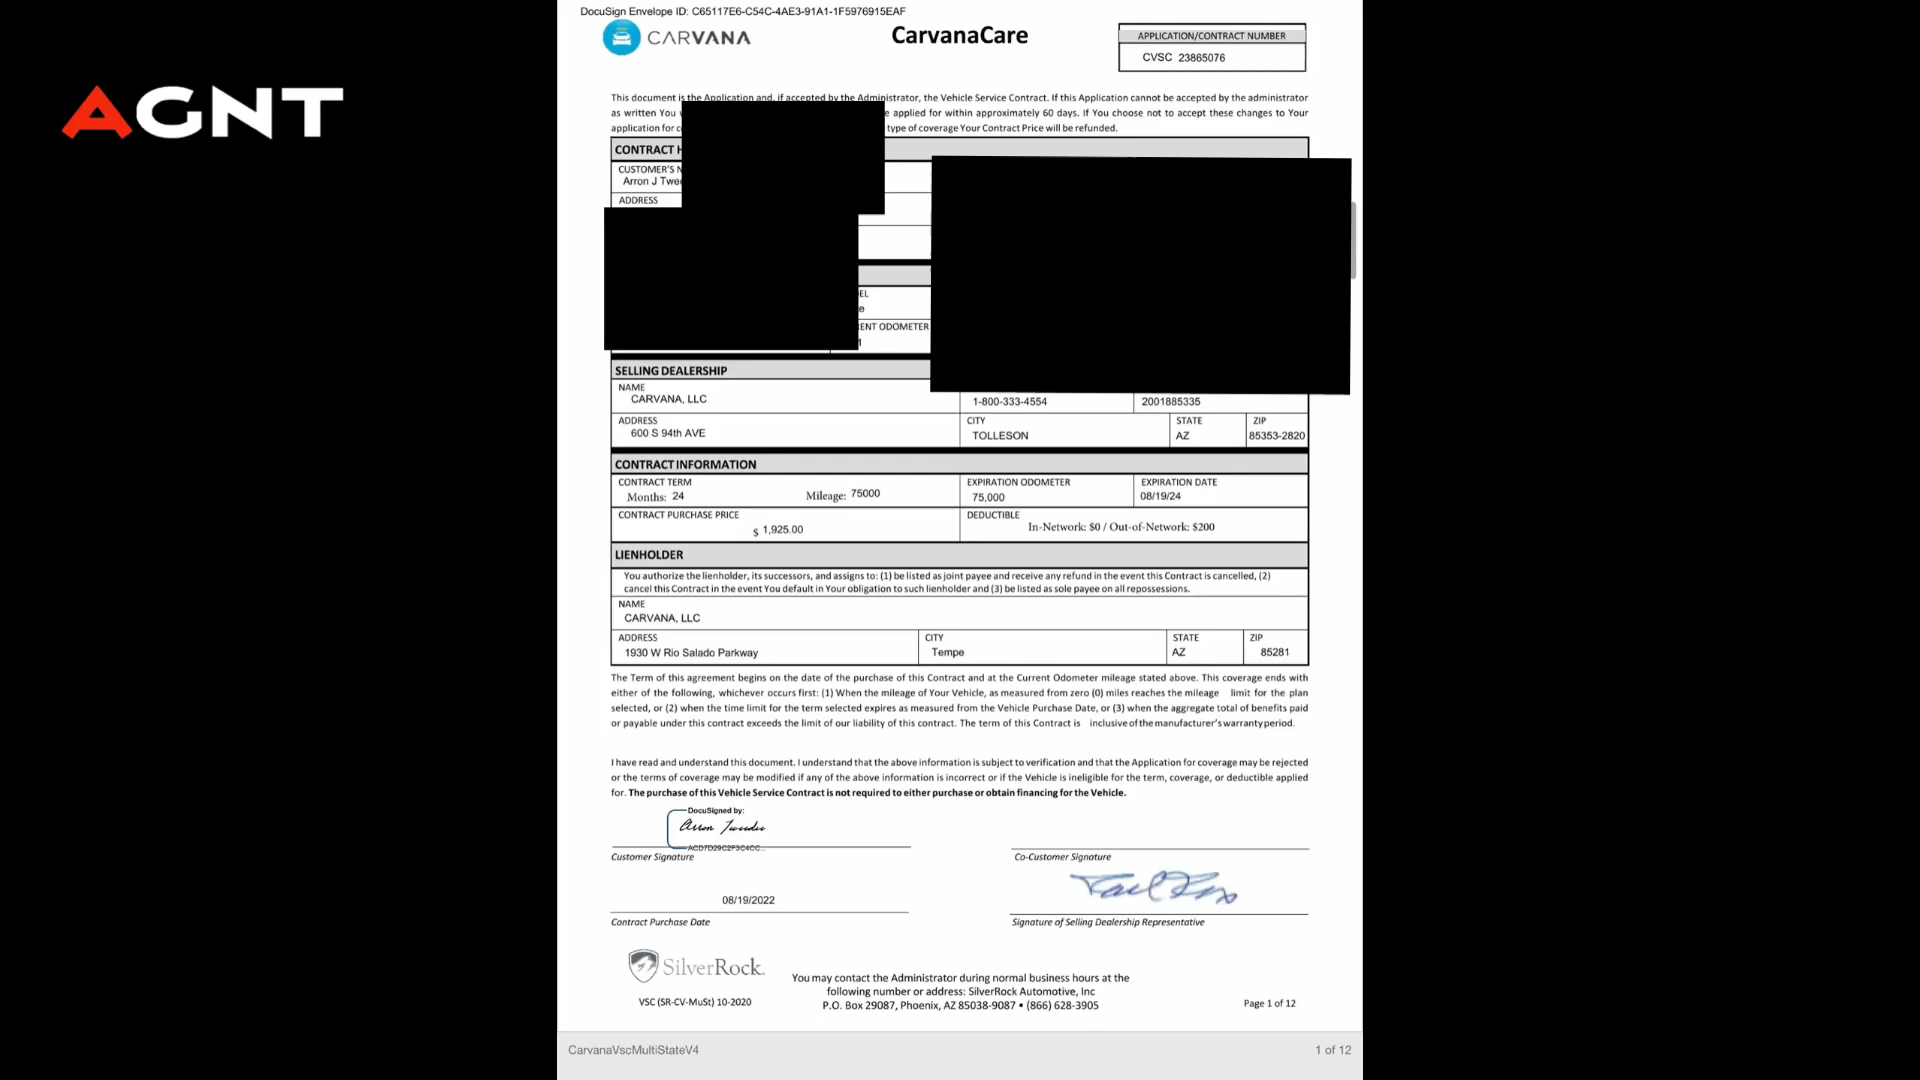 DocuSign Envelope ID: C65117E6-C54C-4AE3-91A1-1F5976915EAF
CARVANA
CarvanaCare
APPLICATION/CONTRACT NUMBER
CVSC 23865076
AGNT
This document is the Application and, if accepted by the Administrator, the Vehicle Service Contract. If this Application cannot be accepted by the administrator
as written You e applied for within approximately 60 days. If You choose not to accept these changes to Your
application for type of coverage Your Contract Price will be refunded.
CONTRACT H
CUSTOMER'S N
Arron J Twee
ADDRESS
EL
e
ENT ODOMETER
SELLING DEALERSHIP
NAME
CARVANA, LLC
1-800-333-4554
2001885335
ADDRESS
600 S 94th AVE
CITY
TOLLESON
STATE
AZ
ZIP
85353-2820
CONTRACT INFORMATION
CONTRACT TERM
Months: 24 Mileage: 75000
EXPIRATION ODOMETER
75,000
EXPIRATION DATE
08/19/24
CONTRACT PURCHASE PRICE
$ 1,925.00
DEDUCTIBLE
In-Network: $0 / Out-of-Network: $200
LIENHOLDER
You authorize the lienholder, its successors, and assigns to: (1) be listed as joint payee and receive any refund in the event this Contract is cancelled, (2)
cancel this Contract in the event You default in Your obligation to such lienholder and (3) be listed as sole payee on all repossessions.
NAME
CARVANA, LLC
ADDRESS
1930 W Rio Salado Parkway
CITY
Tempe
STATE
AZ
ZIP
85281
The Term of this agreement begins on the date of the purchase of this Contract and at the Current Odometer mileage stated above. This coverage ends with
either of the following, whichever occurs first: (1) When the mileage of Your Vehicle, as measured from zero (0) miles reaches the mileage limit for the plan
selected, or (2) when the time limit for the term selected expires as measured from the Vehicle Purchase Date, or (3) when the aggregate total of benefits paid
or payable under this contract exceeds the limit of our liability of this contract. The term of this Contract is inclusive of the manufacturer's warranty period.
I have read and understand this document. I understand that the above information is subject to verification and that the Application for coverage may be rejected
or the terms of coverage may be modified if any of the above information is incorrect or if the Vehicle is ineligible for the term, coverage, or deductible applied
for. The purchase of this Vehicle Service Contract is not required to either purchase or obtain financing for the Vehicle.
DocuSigned by:
Customer Signature
Co-Customer Signature
08/19/2022
Contract Purchase Date
Signature of Selling Dealership Representative
SilverRock
VSC (SR-CV-MuSt) 10-2020
You may contact the Administrator during normal business hours at the
following number or address: SilverRock Automotive, Inc
P.O. Box 29087, Phoenix, AZ 85038-9087 • (866) 628-3905
Page 1 of 12
CarvanaVscMultiStateV4
1 of 12